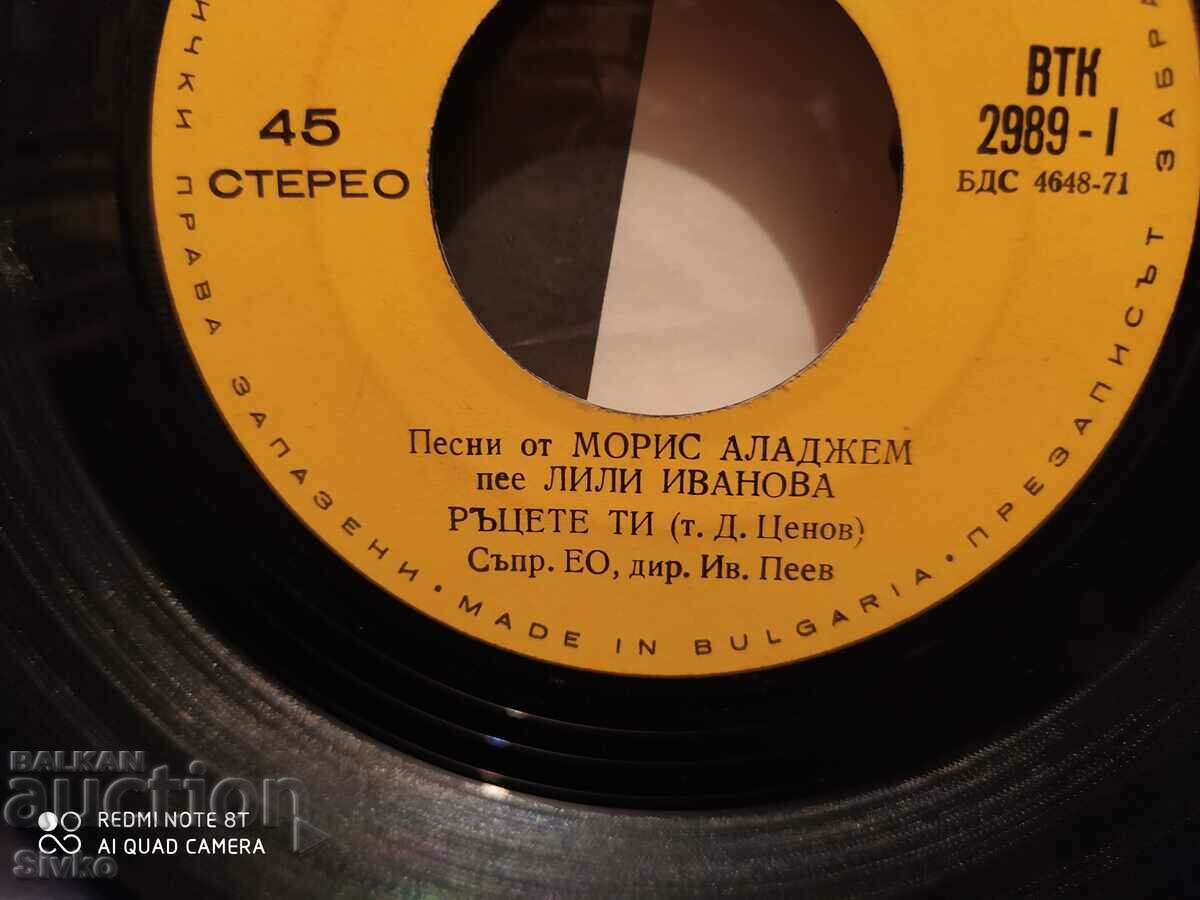 ИЧКИ ПРАВА ЗАПАЗЕНИ • MADE IN BULGARIA • ПРЕЗАПИСЪТ ЗАБРА
45
СТЕРЕО
ВТК
2989 - I
БДС 4648-71
Песни от МОРИС АЛАДЖЕМ
пее ЛИЛИ ИВАНОВА
РЪЦЕТЕ ТИ (т. Д. Ценов)
Съпр. ЕО, дир. Ив. Пеев
BALKAN
auction
REDMI NOTE 8T
AI QUAD CAMERA
Sivko